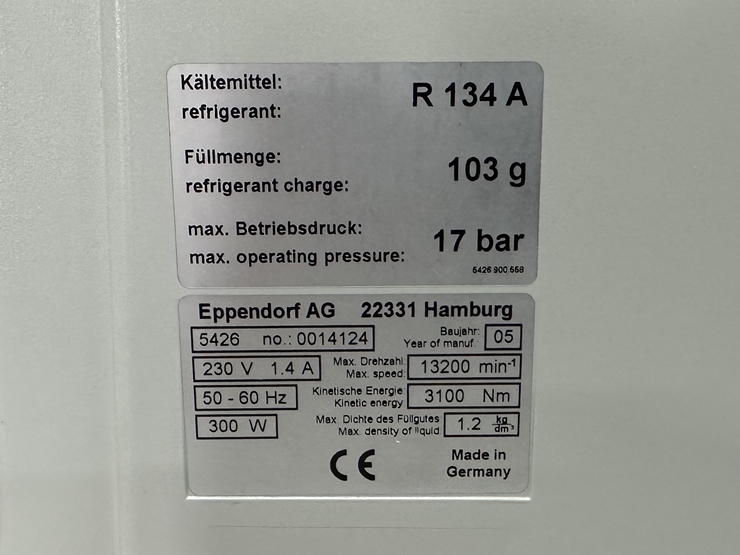 Kältemittel:
refrigerant:
R 134 A
Füllmenge:
refrigerant charge:
103 g
max. Betriebsdruck:
max. operating pressure:
17 bar
5426 900 558
Eppendorf AG 22331 Hamburg
5426 no.: 0014124
Baujahr:
Year of manuf.
05
230 V 1.4 A
Max. Drehzahl
Max. speed:
13200 min⁻¹
50 - 60 Hz
Kinetische Energie
Kinetic energy
3100 Nm
300 W
Max. Dichte des Füllgutes
Max. density of liquid
1.2 kg/dm³
CE
Made in
Germany